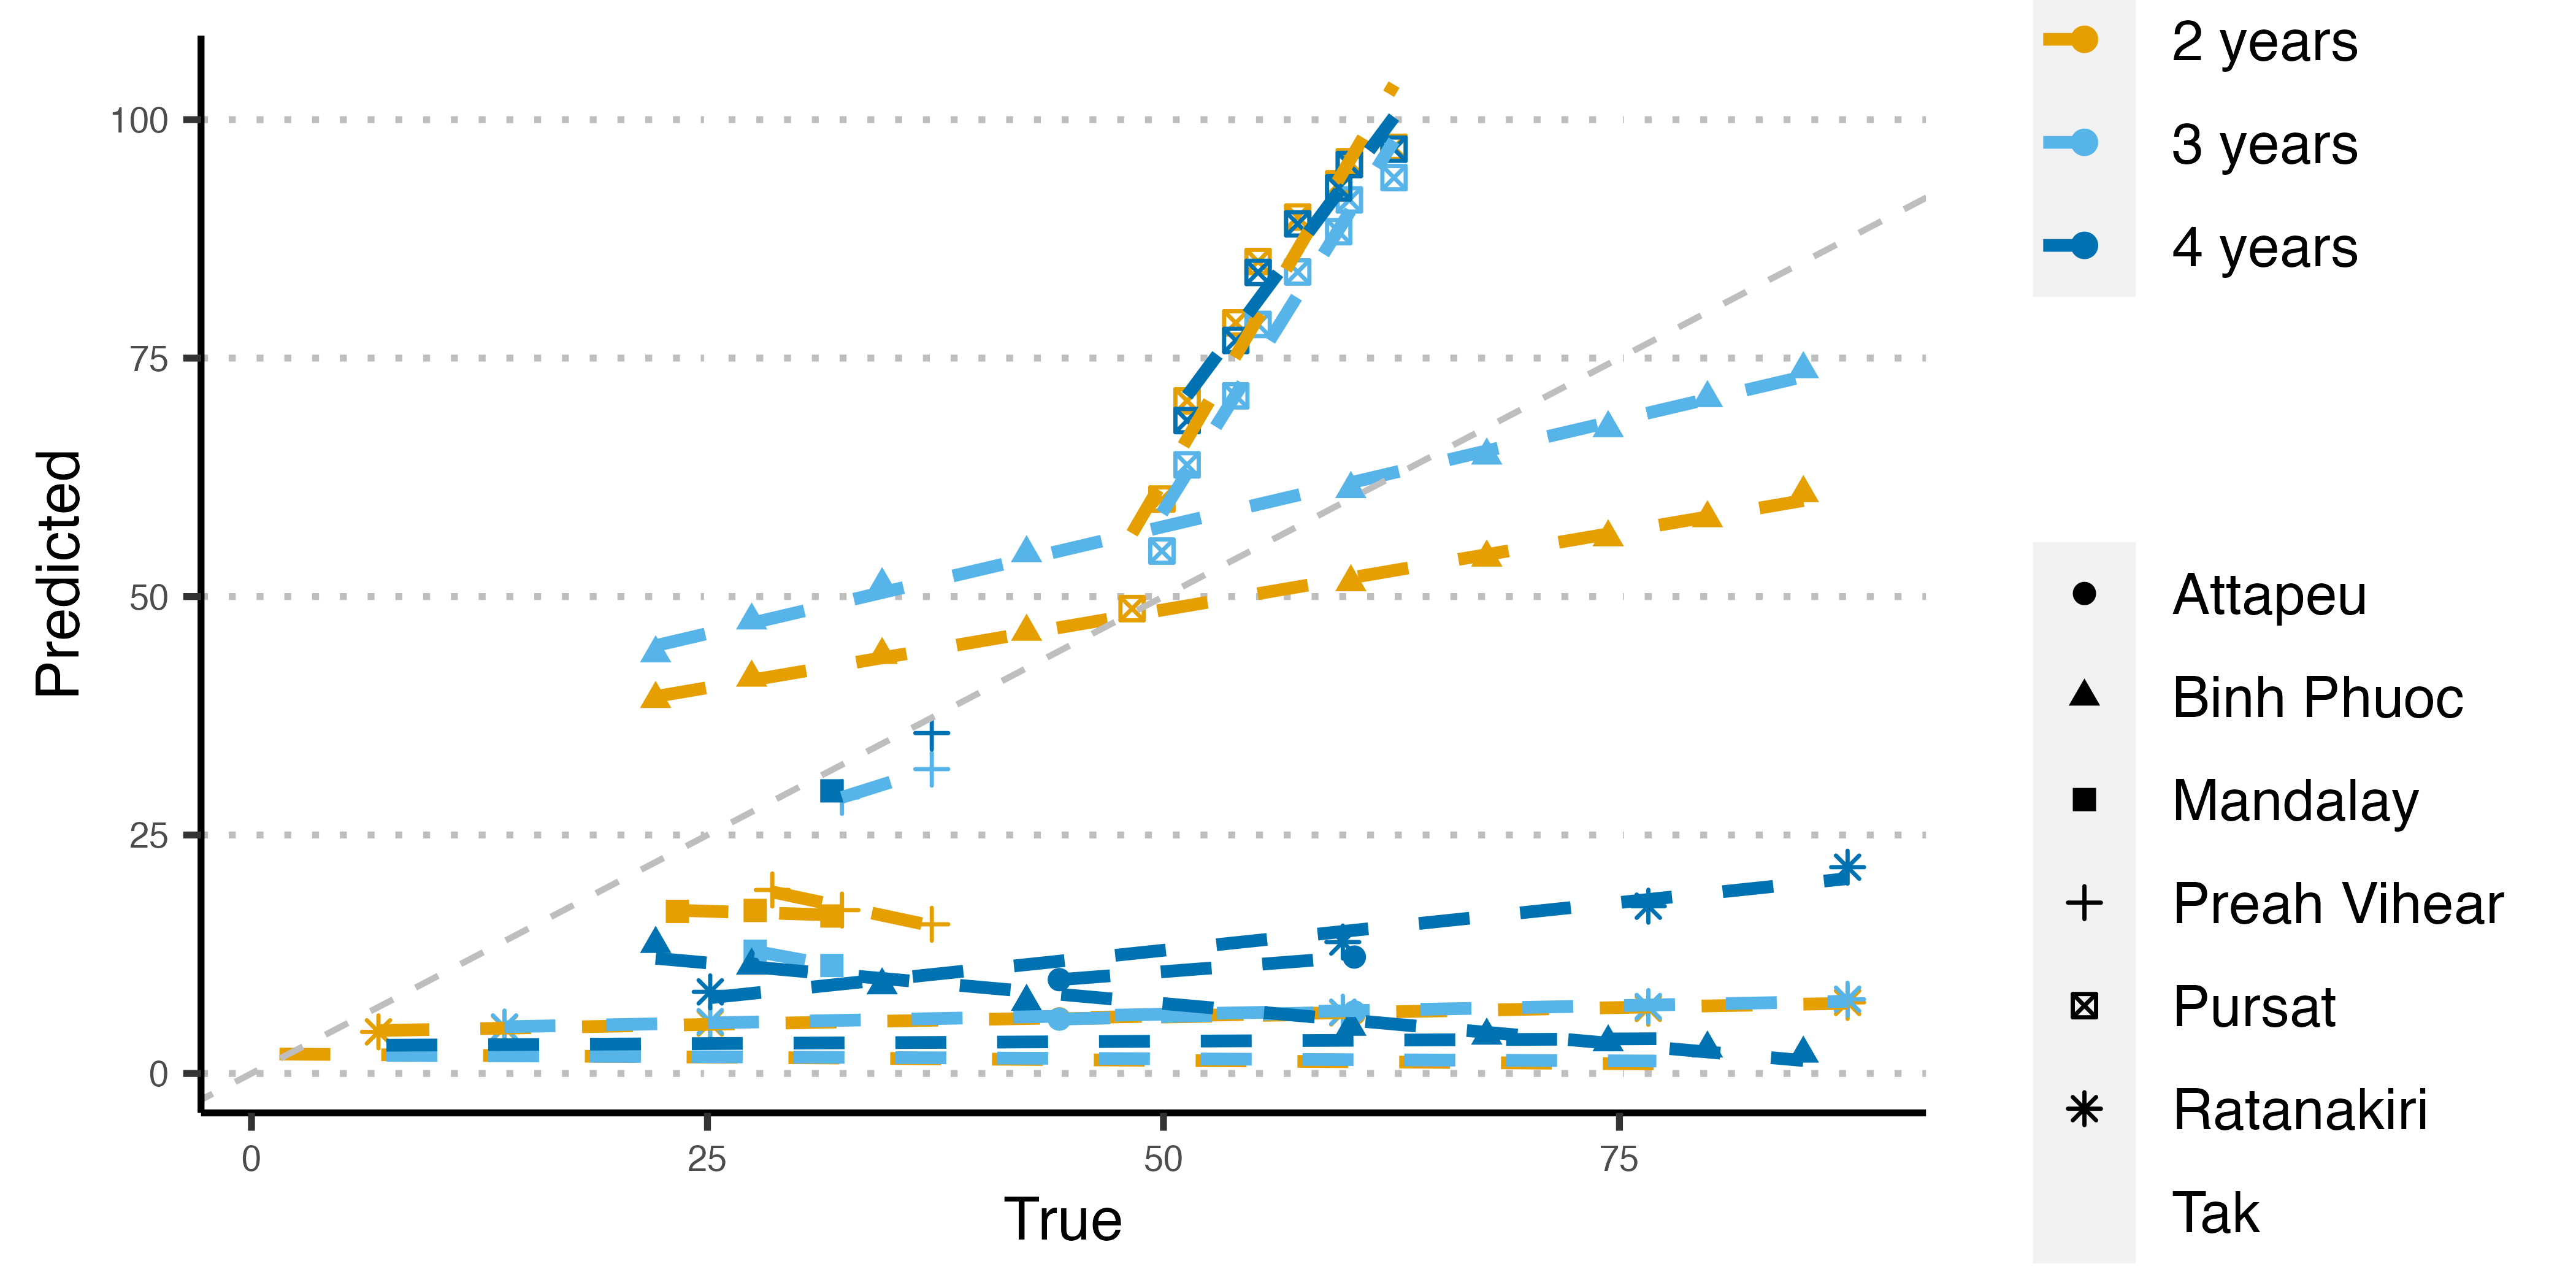 Predicted
100
75
50
25
0
0
25
50
75
True
2 years
3 years
4 years
Attapeu
Binh Phuoc
Mandalay
Preah Vihear
Pursat
Ratanakiri
Tak